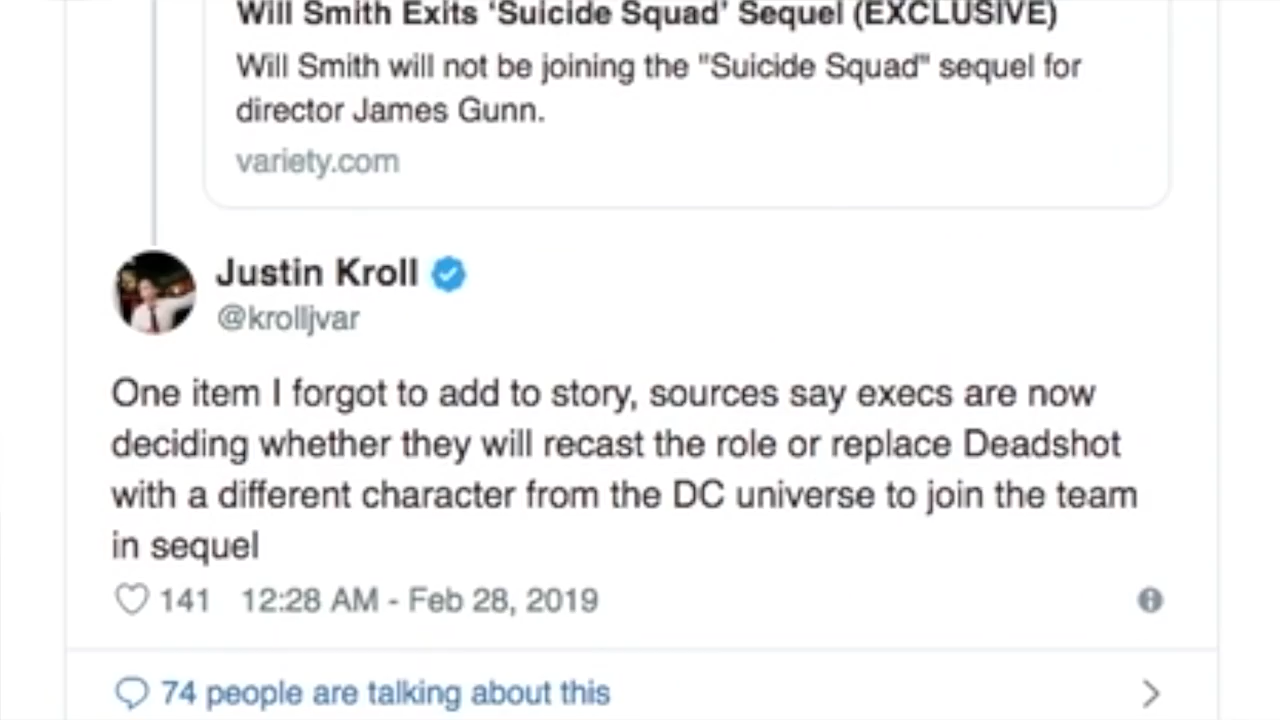 Will Smith Exits ‘Suicide Squad’ Sequel (EXCLUSIVE)
Will Smith will not be joining the "Suicide Squad" sequel for
director James Gunn.
variety.com
Justin Kroll
@krolljvar
One item I forgot to add to story, sources say execs are now
deciding whether they will recast the role or replace Deadshot
with a different character from the DC universe to join the team
in sequel
141 12:28 AM - Feb 28, 2019
74 people are talking about this